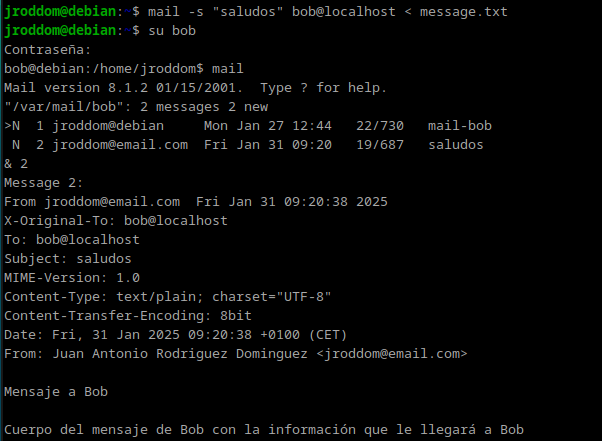 jroddom@debian:~$ mail -s "saludos" bob@localhost < message.txt
jroddom@debian:~$ su bob
Contraseña:
bob@debian:/home/jroddom$ mail
Mail version 8.1.2 01/15/2001.  Type ? for help.
"/var/mail/bob": 2 messages 2 new
>N  1 jroddom@debian     Mon Jan 27 12:44   22/730   mail-bob
 N  2 jroddom@email.com  Fri Jan 31 09:20   19/687   saludos
& 2
Message 2:
From jroddom@email.com  Fri Jan 31 09:20:38 2025
X-Original-To: bob@localhost
To: bob@localhost
Subject: saludos
MIME-Version: 1.0
Content-Type: text/plain; charset="UTF-8"
Content-Transfer-Encoding: 8bit
Date: Fri, 31 Jan 2025 09:20:38 +0100 (CET)
From: Juan Antonio Rodriguez Dominguez <jroddom@email.com>

Mensaje a Bob

Cuerpo del mensaje de Bob con la información que le llegará a Bob